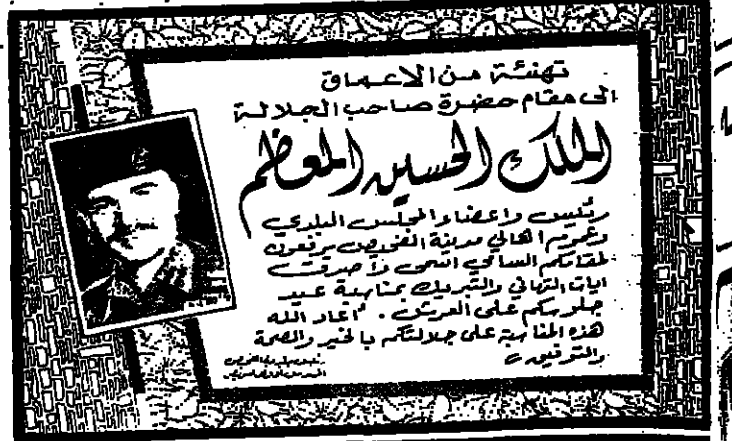 تهنئة من الاعماق
الى مقام حضرة صاحب الجلالة
الملك الحسين المعظم
رئيس واعضاء المجلس البلدي
وعموم اهالي مدينة الفحيص يرفعون
لمقامكم السامي اسمى واصدق
ايات التهاني والتبريك بمناسبة عيد
جلوسكم على العرش . اعاد الله
هذه المناسبة على جلالتكم بالخير والصحة
والتوفيق